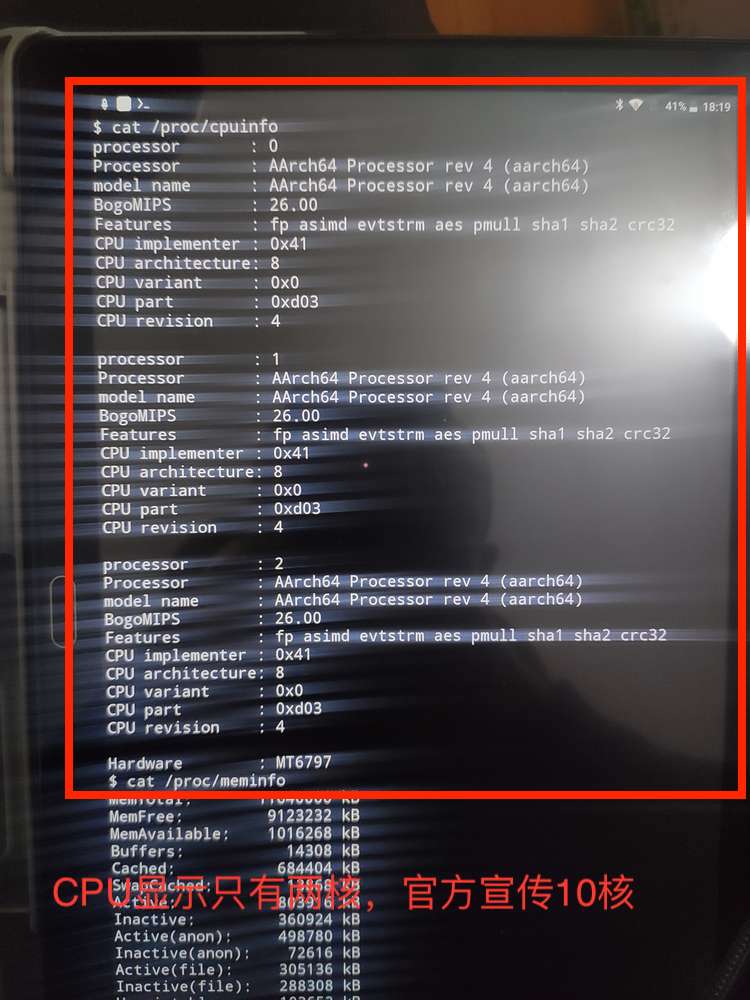 41% 18:19
$ cat /proc/cpuinfo
processor : 0
Processor : AArch64 Processor rev 4 (aarch64)
model name : AArch64 Processor rev 4 (aarch64)
BogoMIPS : 26.00
Features : fp asimd evtstrm aes pmull sha1 sha2 crc32
CPU implementer : 0x41
CPU architecture: 8
CPU variant : 0x0
CPU part : 0xd03
CPU revision : 4
processor : 1
Processor : AArch64 Processor rev 4 (aarch64)
model name : AArch64 Processor rev 4 (aarch64)
BogoMIPS : 26.00
Features : fp asimd evtstrm aes pmull sha1 sha2 crc32
CPU implementer : 0x41
CPU architecture: 8
CPU variant : 0x0
CPU part : 0xd03
CPU revision : 4
processor : 2
Processor : AArch64 Processor rev 4 (aarch64)
model name : AArch64 Processor rev 4 (aarch64)
BogoMIPS : 26.00
Features : fp asimd evtstrm aes pmull sha1 sha2 crc32
CPU implementer : 0x41
CPU architecture: 8
CPU variant : 0x0
CPU part : 0xd03
CPU revision : 4
Hardware : MT6797
$ cat /proc/meminfo
MemTotal: kB
MemFree: 9123232 kB
MemAvailable: 1016268 kB
Buffers: 14308 kB
Cached: 684404 kB
SwapCached: kB
CPU显示只有两核，官方宣传10核
Active: kB
Inactive: 360924 kB
Active(anon): 498780 kB
Inactive(anon): 72616 kB
Active(file): 305136 kB
Inactive(file): 288308 kB